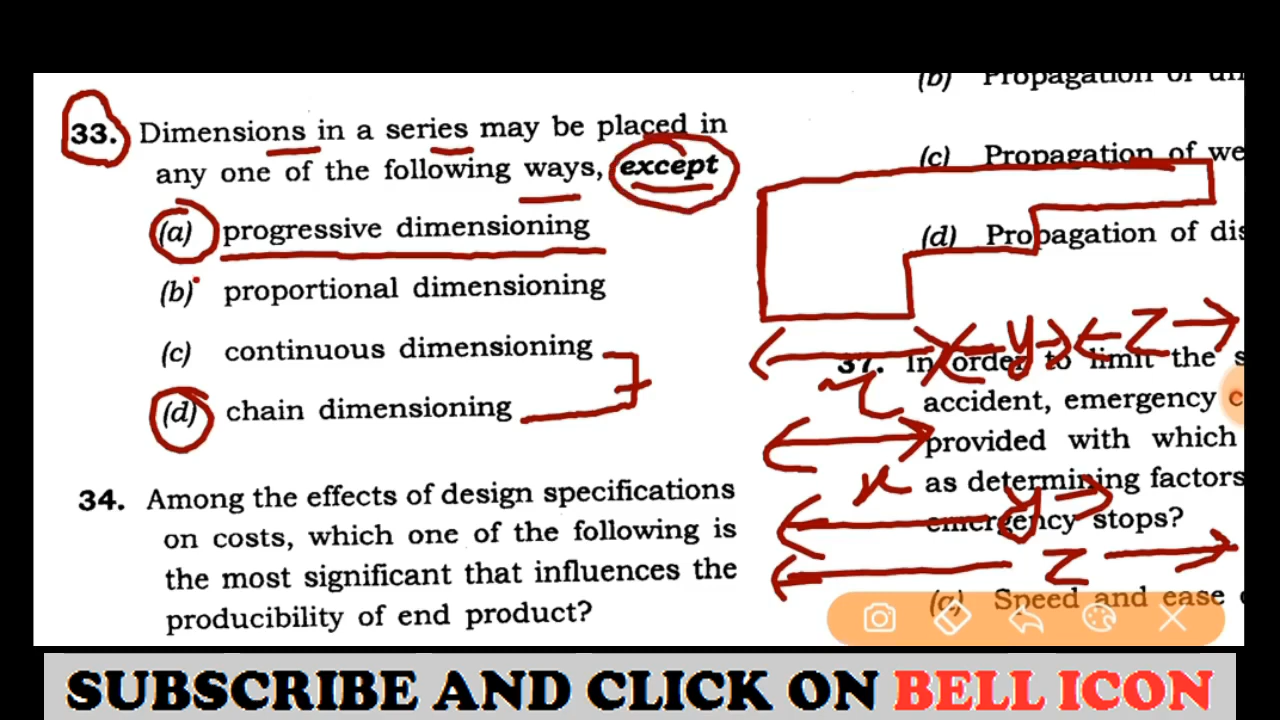 33. Dimensions in a series may be placed in
any one of the following ways, except
(a) progressive dimensioning
(b) proportional dimensioning
(c) continuous dimensioning
(d) chain dimensioning
34. Among the effects of design specifications
on costs, which one of the following is
the most significant that influences the
producibility of end product?
(b) Propagation of
(c) Propagation of we
(d) Propagation of dis
y z
37. In order to limit the s
x
accident, emergency c
provided with which
x as determining factors
y
emergency stops?
z
(a) Speed and ease
SUBSCRIBE AND CLICK ON BELL ICON